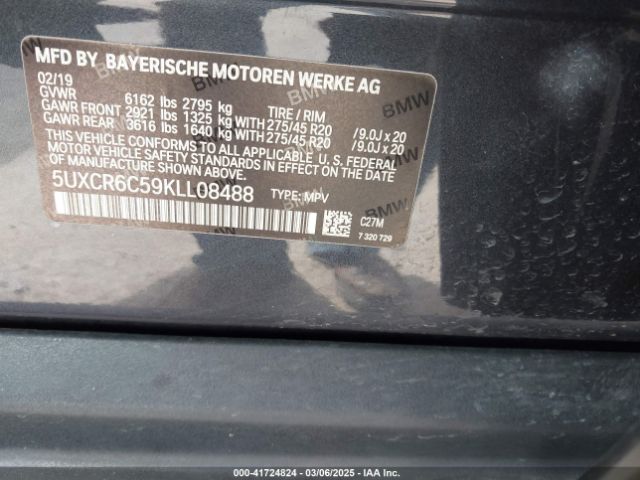 MFD BY BAYERISCHE MOTOREN WERKE AG
02/19
GVWR 6162 lbs 2795 kg TIRE / RIM
GAWR FRONT 2921 lbs 1325 kg WITH 275/45 R20 /9.0J x 20
GAWR REAR 3616 lbs 1640 kg WITH 275/45 R20 /9.0J x 20
THIS VEHICLE CONFORMS TO ALL APPLICABLE U.S. FEDERAL
MOTOR VEHICLE SAFETY STANDARDS IN EFFECT ON THE DATE OF
MANUFACTURE SHOWN ABOVE.
5UXCR6C59KLL08488 TYPE: MPV
C27M
7 320 729
000-41724824 | 03/06/2025 - IAA Inc.